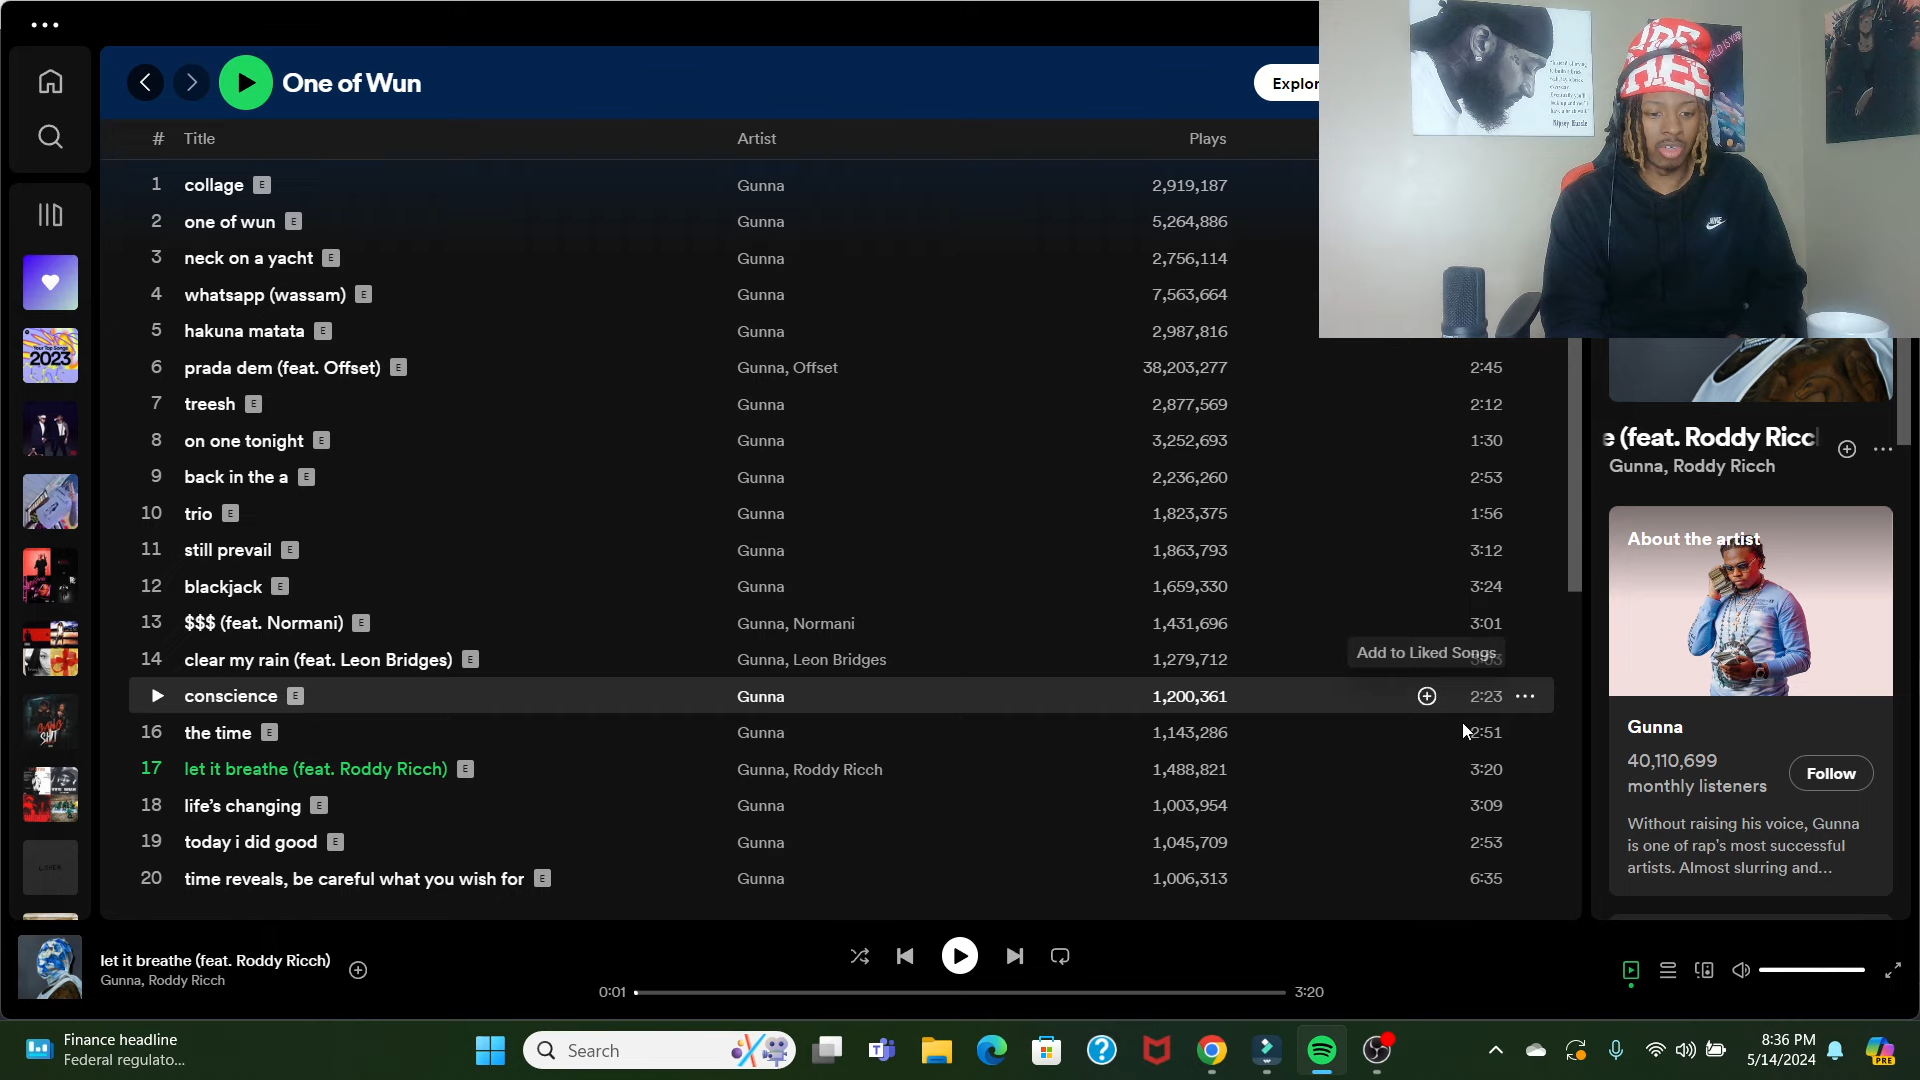 One of Wun
Explor
# Title Artist Plays
1 collage E Gunna 2,919,187
2 one of wun E Gunna 5,264,886
3 neck on a yacht E Gunna 2,756,114
4 whatsapp (wassam) E Gunna 7,563,664
5 hakuna matata E Gunna 2,987,816
6 prada dem (feat. Offset) E Gunna, Offset 38,203,277 2:45
7 treesh E Gunna 2,877,569 2:12
8 on one tonight E Gunna 3,252,693 1:30
9 back in the a E Gunna 2,236,260 2:53
10 trio E Gunna 1,823,375 1:56
11 still prevail E Gunna 1,863,793 3:12
12 blackjack E Gunna 1,659,330 3:24
13 $$$ (feat. Normani) E Gunna, Normani 1,431,696 3:01
14 clear my rain (feat. Leon Bridges) E Gunna, Leon Bridges 1,279,712
Add to Liked Songs
conscience E Gunna 1,200,361 2:23
16 the time E Gunna 1,143,286 2:51
17 let it breathe (feat. Roddy Ricch) E Gunna, Roddy Ricch 1,488,821 3:20
18 life's changing E Gunna 1,003,954 3:09
19 today i did good E Gunna 1,045,709 2:53
20 time reveals, be careful what you wish for E Gunna 1,006,313 6:35
e (feat. Roddy Ricc
Gunna, Roddy Ricch
About the artist
Gunna
40,110,699
monthly listeners
Follow
Without raising his voice, Gunna
is one of rap's most successful
artists. Almost slurring and...
Your Top Songs
2023
let it breathe (feat. Roddy Ricch)
Gunna, Roddy Ricch
0:01 3:20
Finance headline
Federal regulato...
Search
8:36 PM
5/14/2024
PRE
Nipsey Hussle